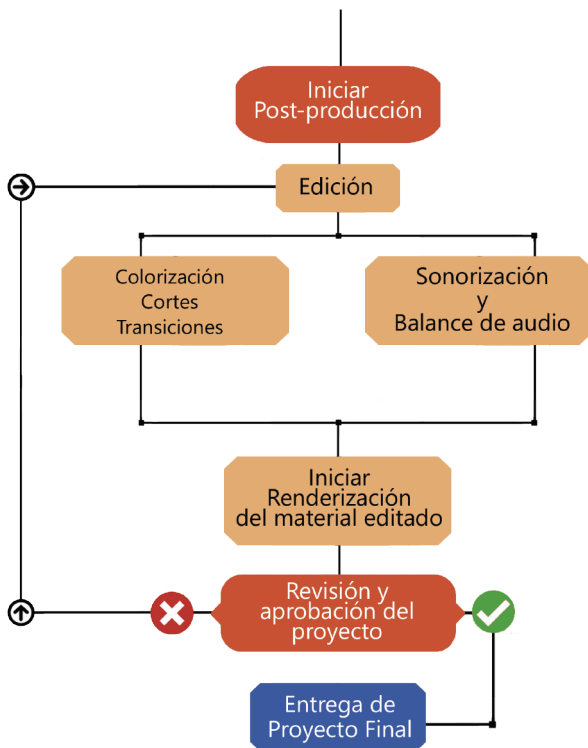 Iniciar
Post-producción
Edición
Colorización
Cortes
Transiciones
Sonorización
y
Balance de audio
Iniciar
Renderización
del material editado
Revisión y
aprobación del
proyecto
Entrega de
Proyecto Final